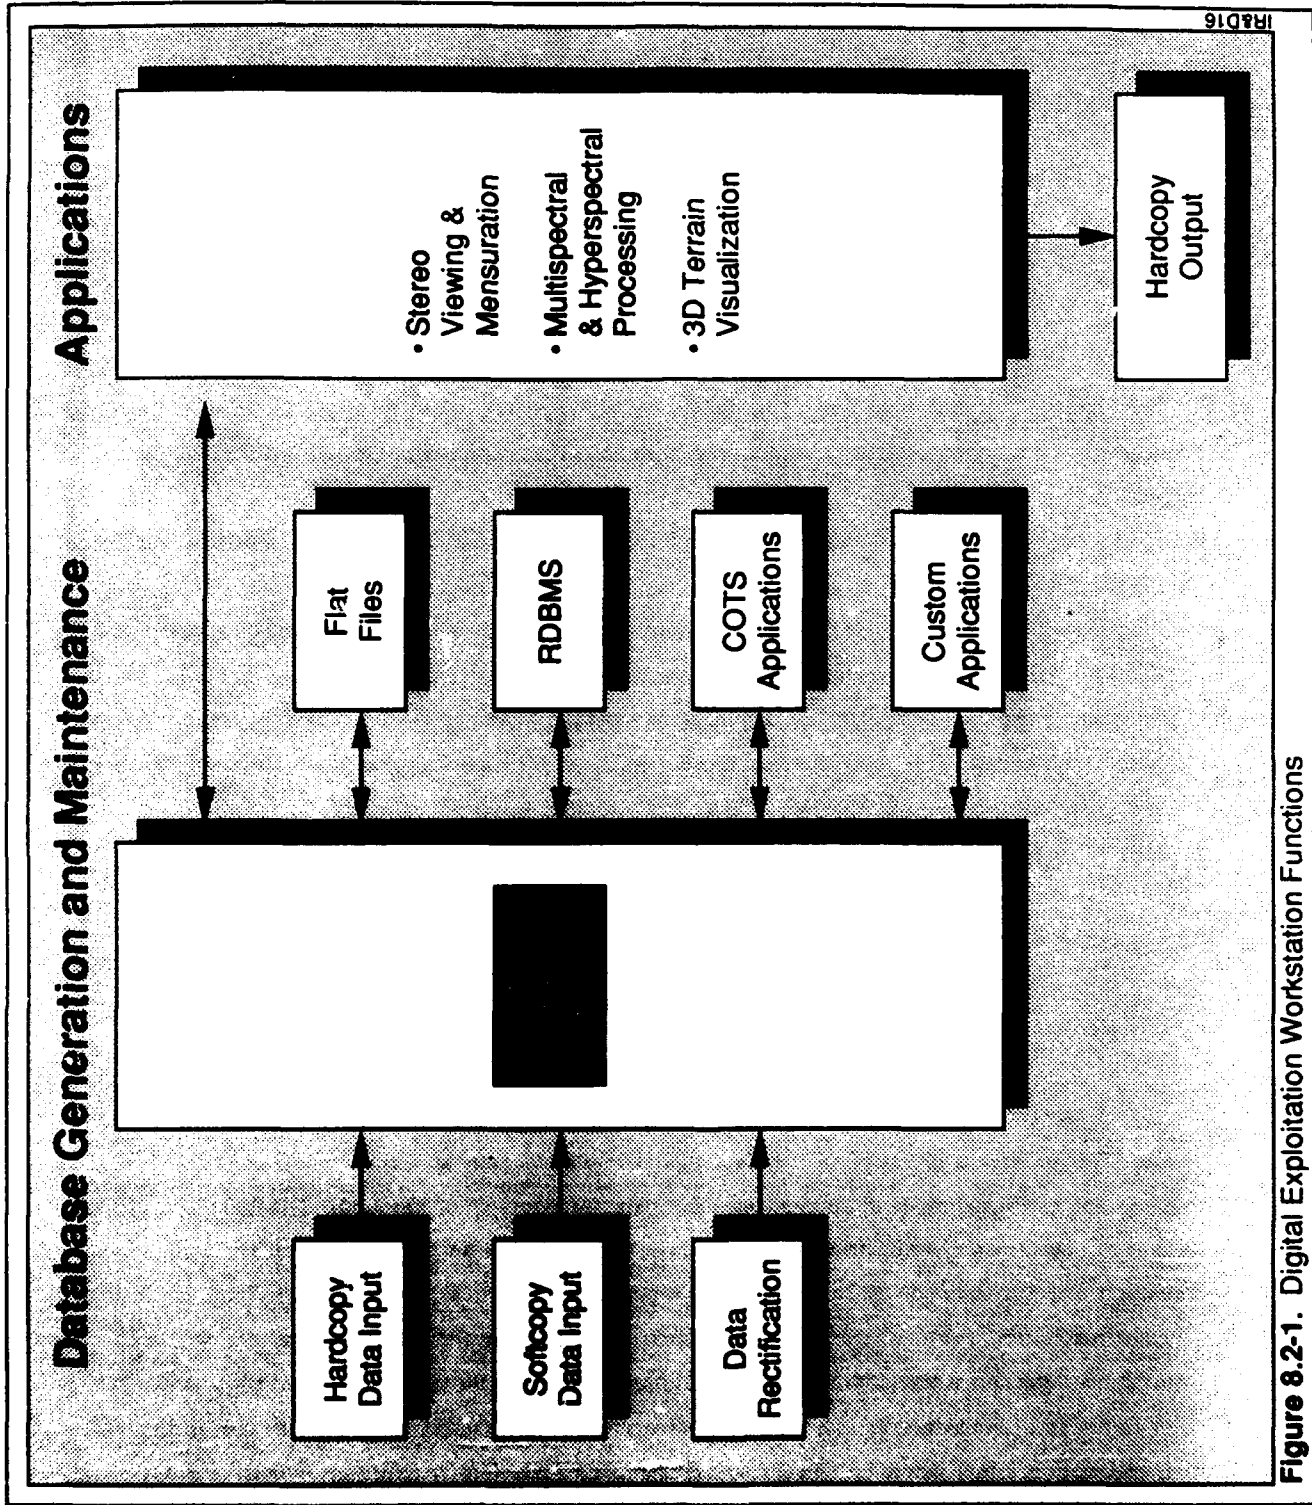 Database Generation and Maintenance
Applications
Hardcopy
Data Input
Softcopy
Data Input
Data
Rectification
Flat
Files
RDBMS
COTS
Applications
Custom
Applications
• Stereo
Viewing &
Mensuration
• Multispectral
& Hyperspectral
Processing
• 3D Terrain
Visualization
Hardcopy
Output
IR&D16
Figure 8.2-1. Digital Exploitation Workstation Functions